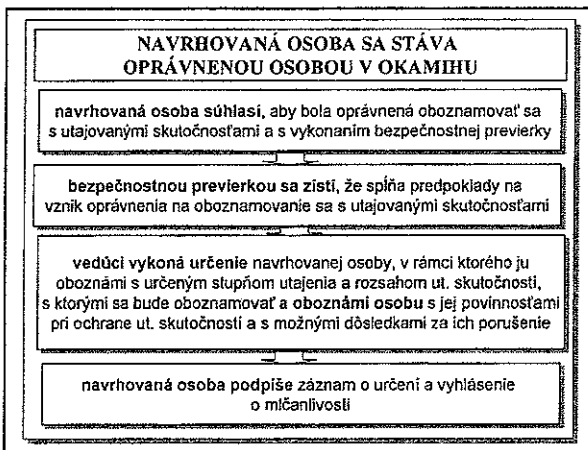 NAVRHOVANÁ OSOBA SA STÁVA
OPRÁVNENOU OSOBOU V OKAMIHU
navrhovaná osoba súhlasí, aby bola oprávnená oboznamovať sa
s utajovanými skutočnosťami a s vykonaním bezpečnostnej previerky
bezpečnostnou previerkou sa zistí, že spĺňa predpoklady na
vznik oprávnenia na oboznamovanie sa s utajovanými skutočnosťami
vedúci vykoná určenie navrhovanej osoby, v rámci ktorého ju
oboznámi s určeným stupňom utajenia a rozsahom ut. skutočností,
s ktorými sa bude oboznamovať a oboznámi osobu s jej povinnosťami
pri ochrane ut. skutočností a s možnými dôsledkami za ich porušenie
navrhovaná osoba podpíše záznam o určení a vyhlásenie
o mlčanlivosti